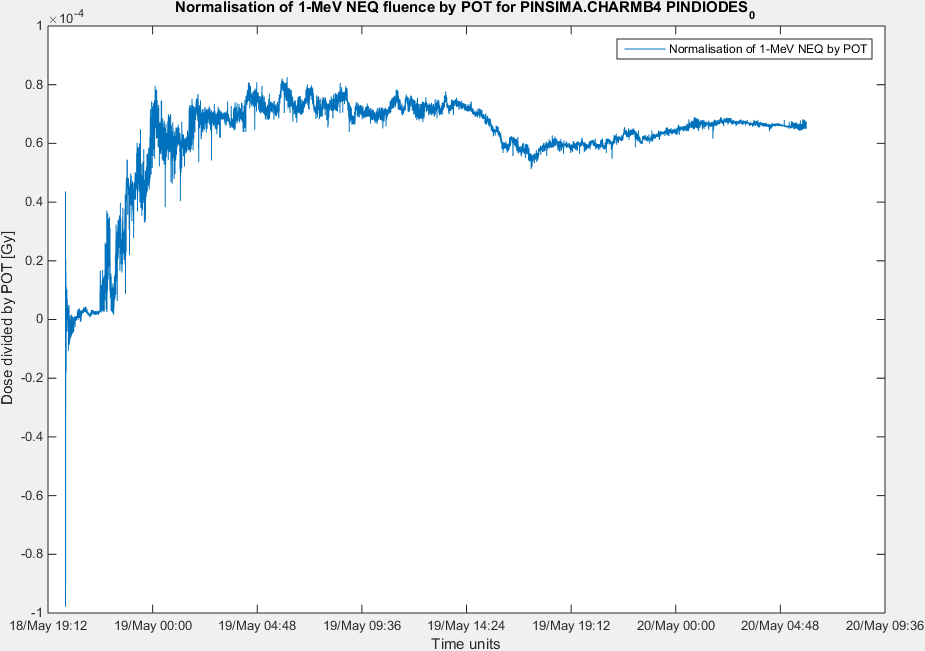 Normalisation of 1-MeV NEQ fluence by POT for PINSIMA.CHARMB4 PINDIODES0
1 ×10-4
Normalisation of 1-MeV NEQ by POT
0.8
0.6
0.4
0.2
0
-0.2
-0.4
-0.6
-0.8
-1
Dose divided by POT [Gy]
18/May 19:12 19/May 00:00 19/May 04:48 19/May 09:36 19/May 14:24 19/May 19:12 20/May 00:00 20/May 04:48 20/May 09:36
Time units